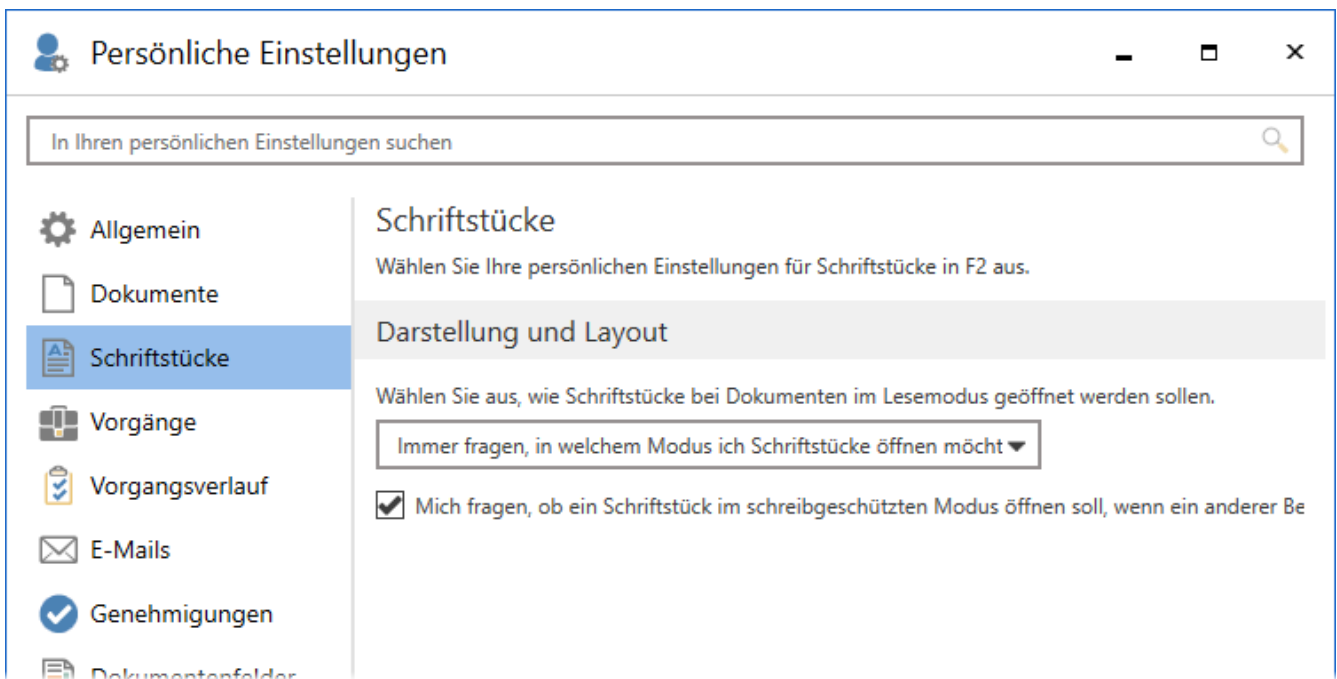 Persönliche Einstellungen
In Ihren persönlichen Einstellungen suchen
Allgemein
Dokumente
Schriftstücke
Vorgänge
Vorgangsverlauf
E-Mails
Genehmigungen
Dokumentenfelder
Schriftstücke
Wählen Sie Ihre persönlichen Einstellungen für Schriftstücke in F2 aus.
Darstellung und Layout
Wählen Sie aus, wie Schriftstücke bei Dokumenten im Lesemodus geöffnet werden sollen.
Immer fragen, in welchem Modus ich Schriftstücke öffnen möcht
Mich fragen, ob ein Schriftstück im schreibgeschützten Modus öffnen soll, wenn ein anderer Be